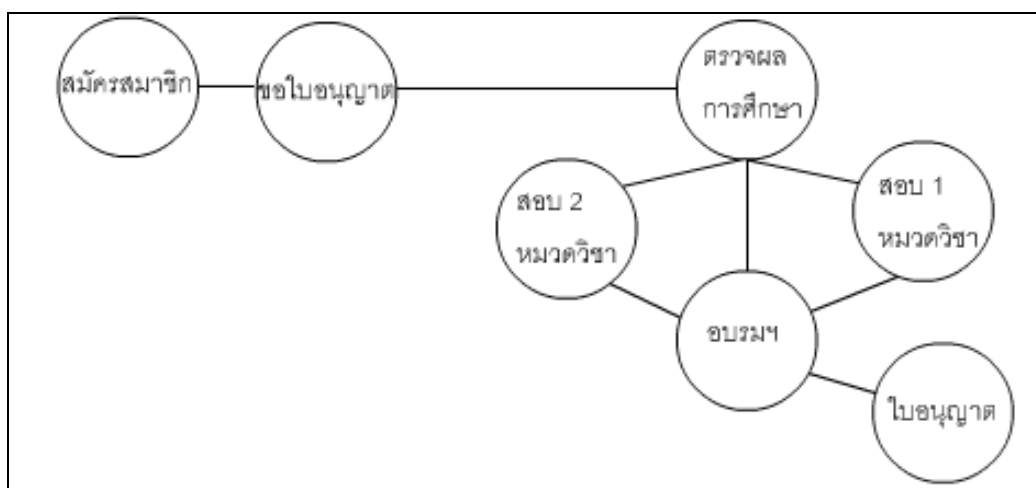 สมัครสมาชิก
ขอใบอนุญาต
ตรวจผล
การศึกษา
สอบ 2
หมวดวิชา
สอบ 1
หมวดวิชา
อบรมฯ
ใบอนุญาต